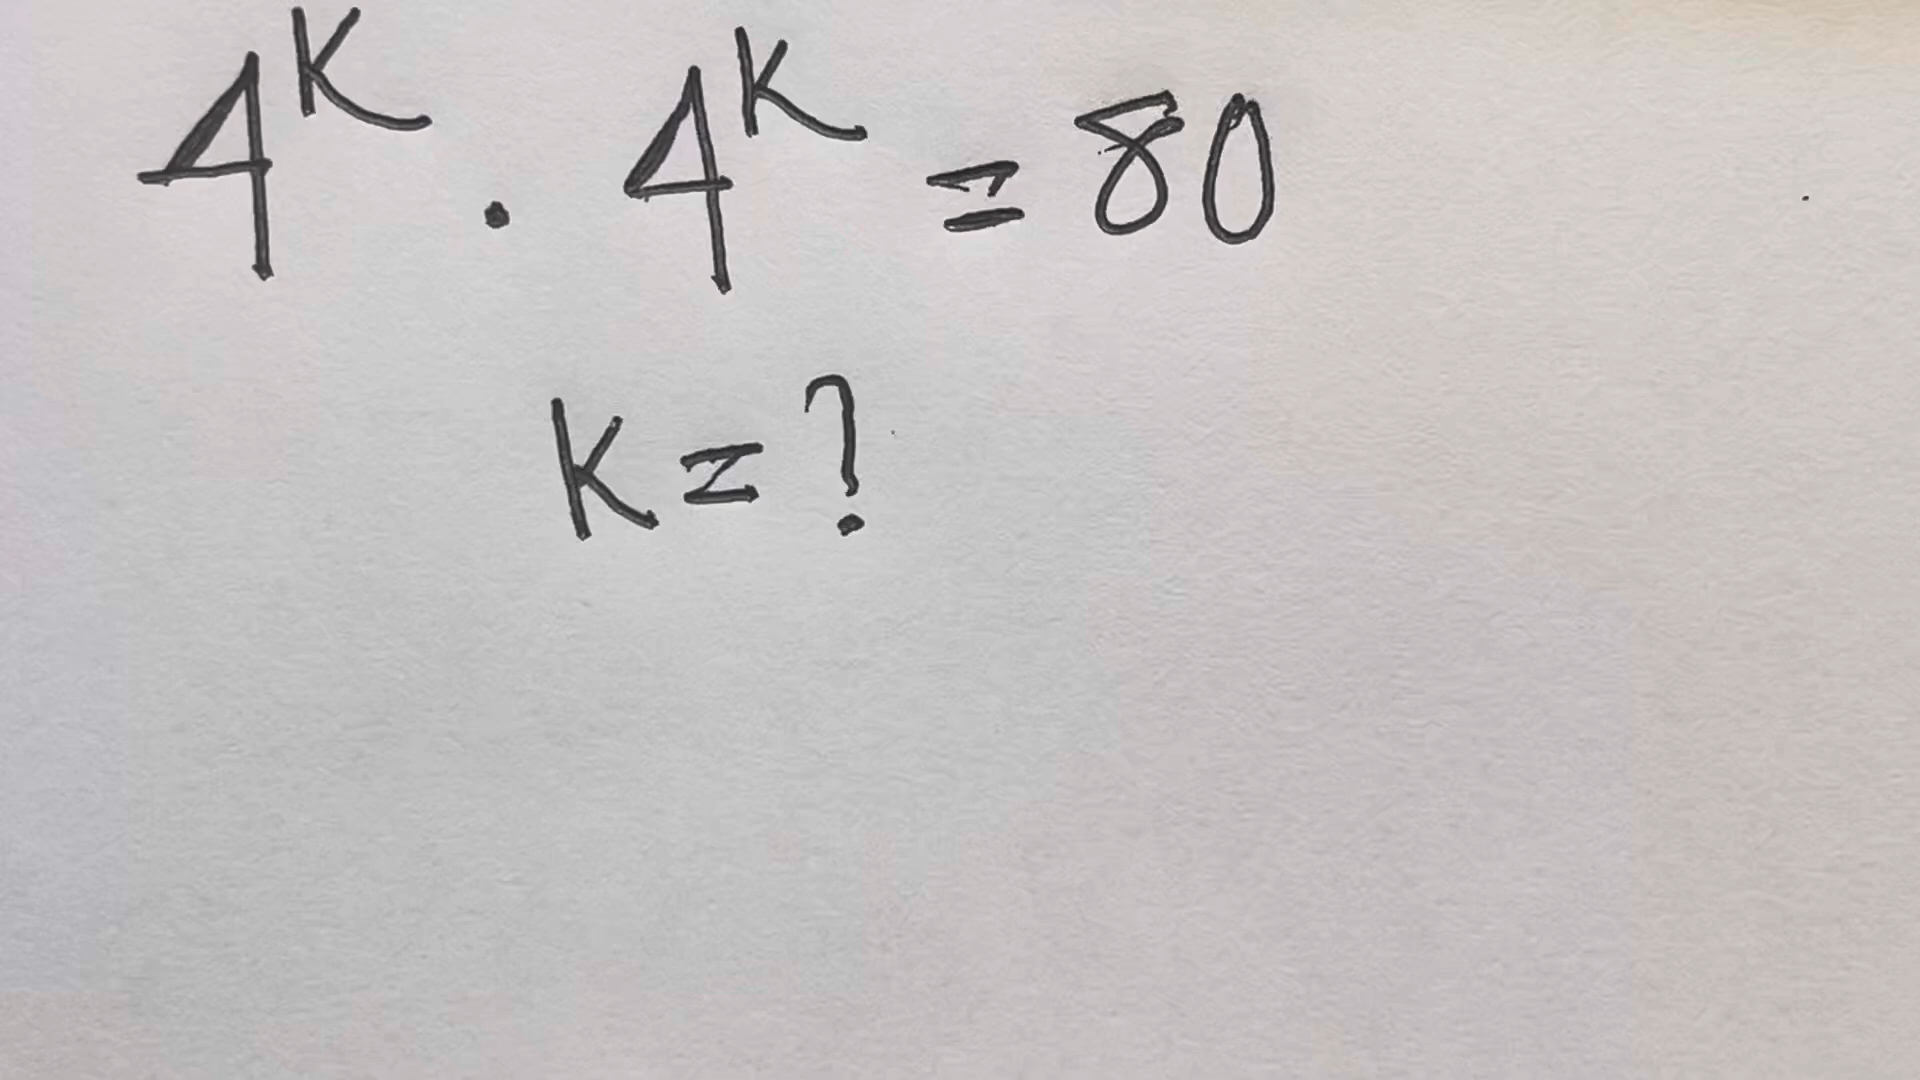 4^k . 4^k = 80
k = ?